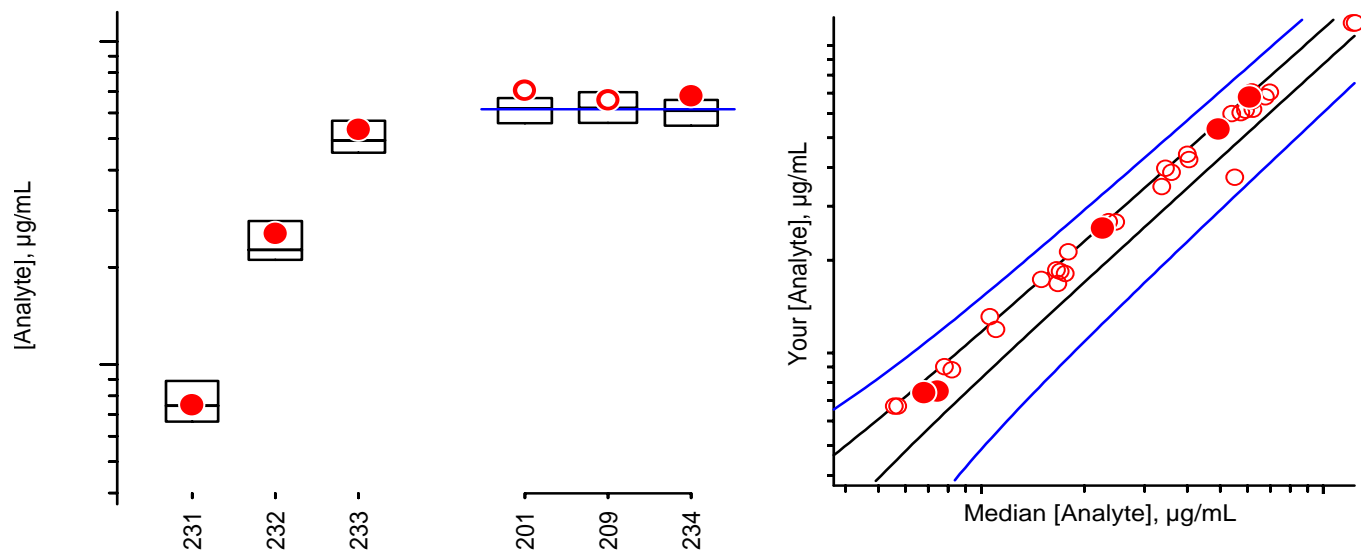 [Analyte], µg/mL
231
232
233
201
209
234
Your [Analyte], µg/mL
Median [Analyte], µg/mL